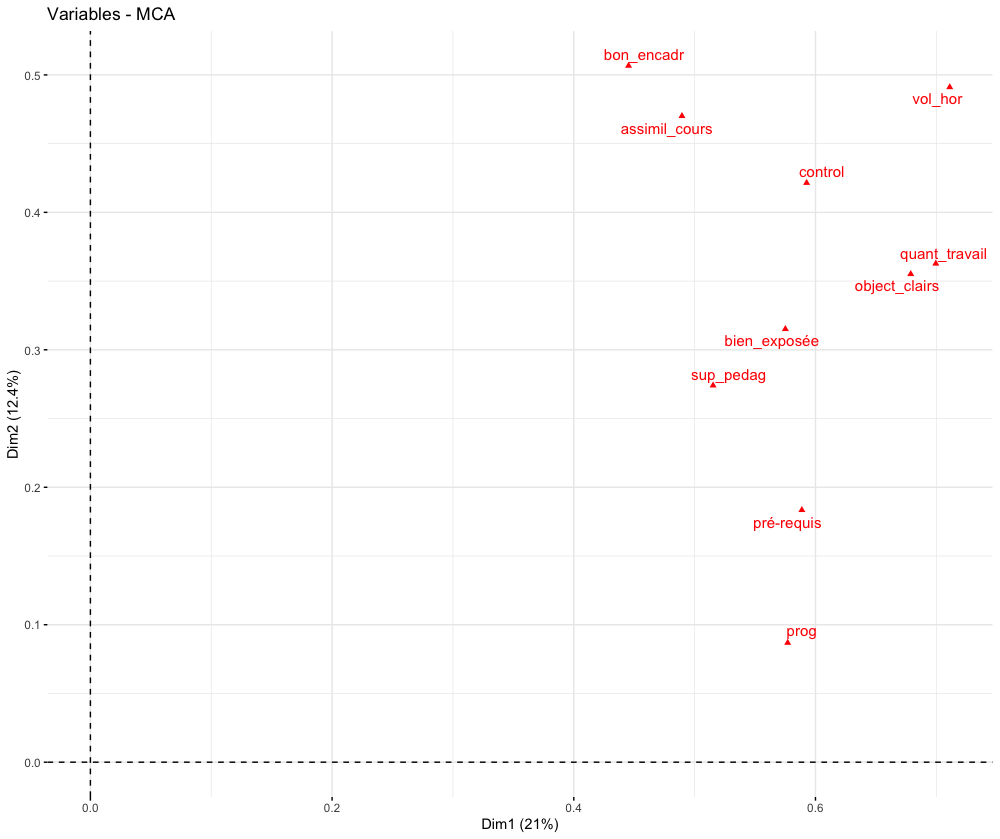 Variables - MCA
bon_encadr
0.5
vol_hor
assimil_cours
control
0.4
quant_travail
object_clairs
bien_exposée
0.3
sup_pedag
Dim2 (12.4%)
0.2
pré-requis
prog
0.1
0.0
0.0 0.2 0.4 0.6
Dim1 (21%)